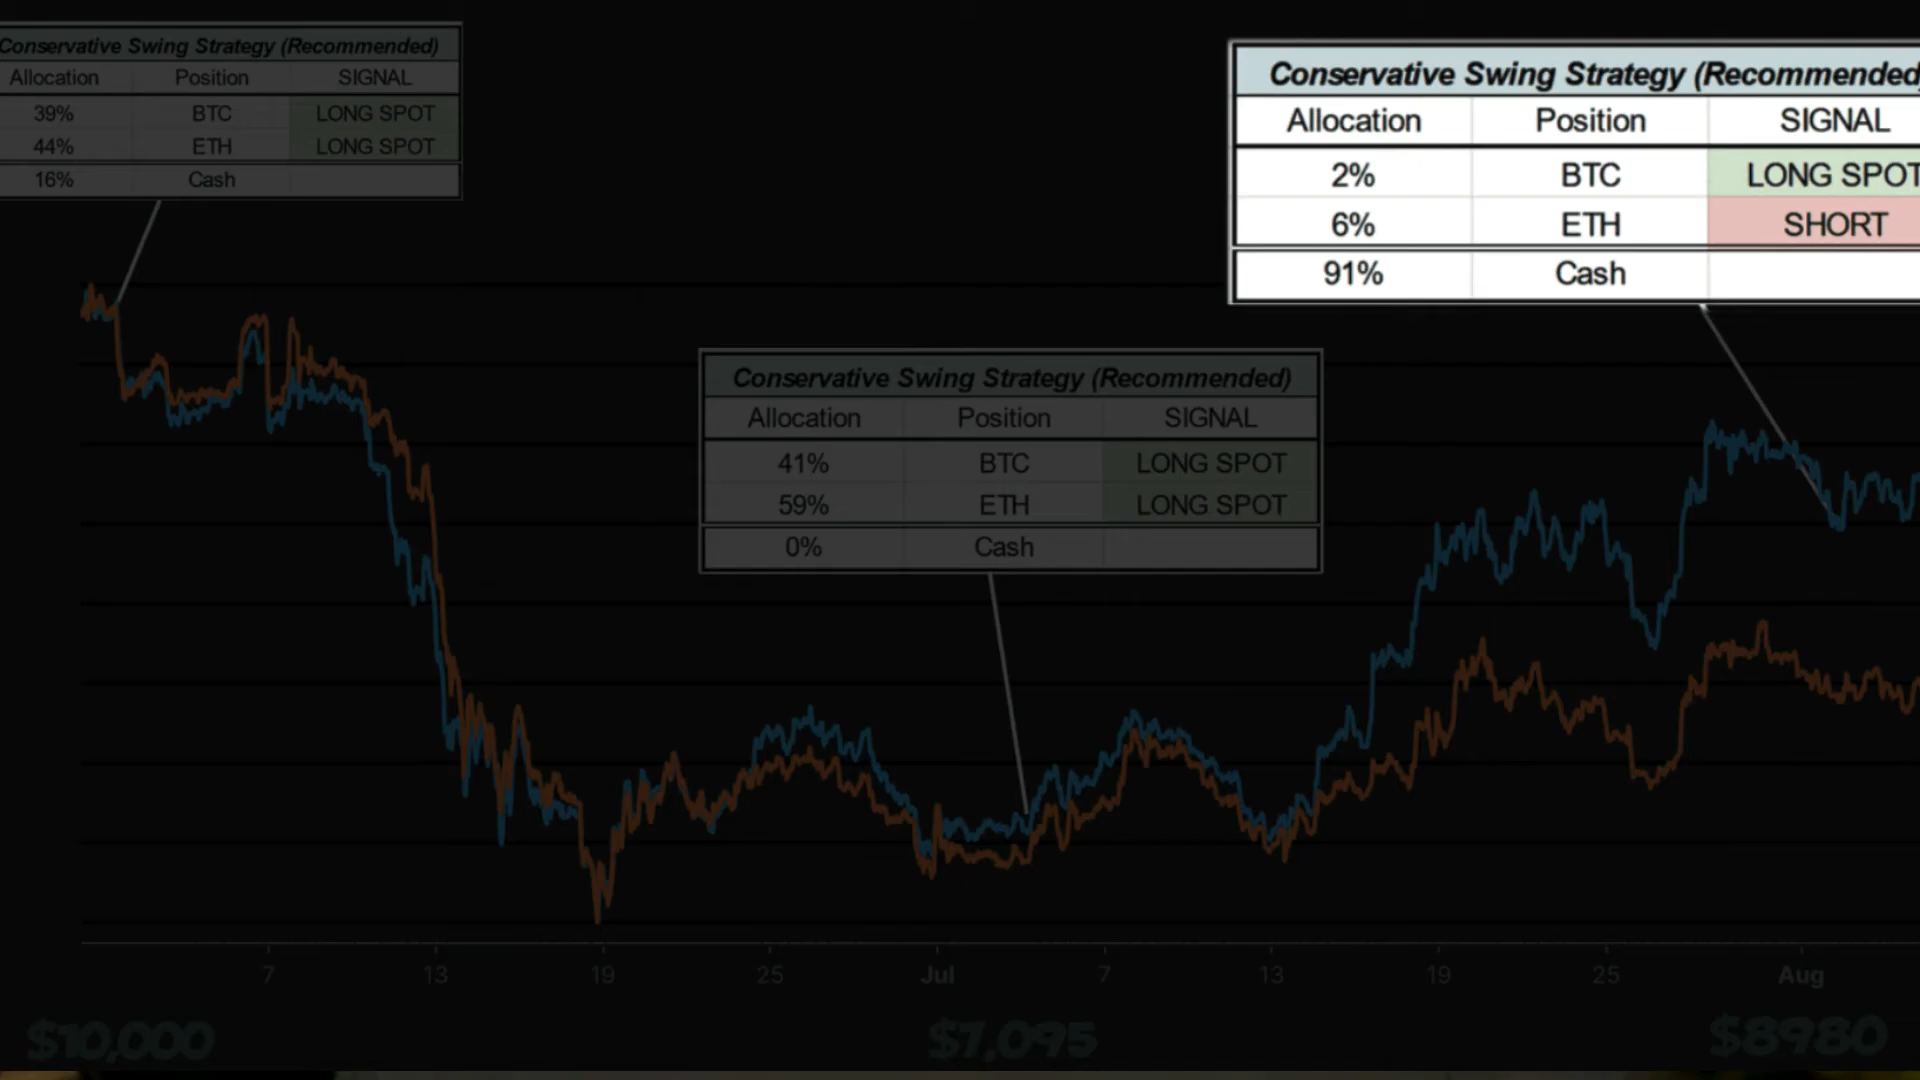 Conservative Swing Strategy (Recommended)
Allocation Position SIGNAL
39% BTC LONG SPOT
44% ETH LONG SPOT
16% Cash
Conservative Swing Strategy (Recommended)
Allocation Position SIGNAL
41% BTC LONG SPOT
59% ETH LONG SPOT
0% Cash
Conservative Swing Strategy (Recommended
Allocation Position SIGNAL
2% BTC LONG SPOT
6% ETH SHORT
91% Cash
7 13 19 25 Jul 7 13 19 25 Aug
$10,000 $7,095 $8980